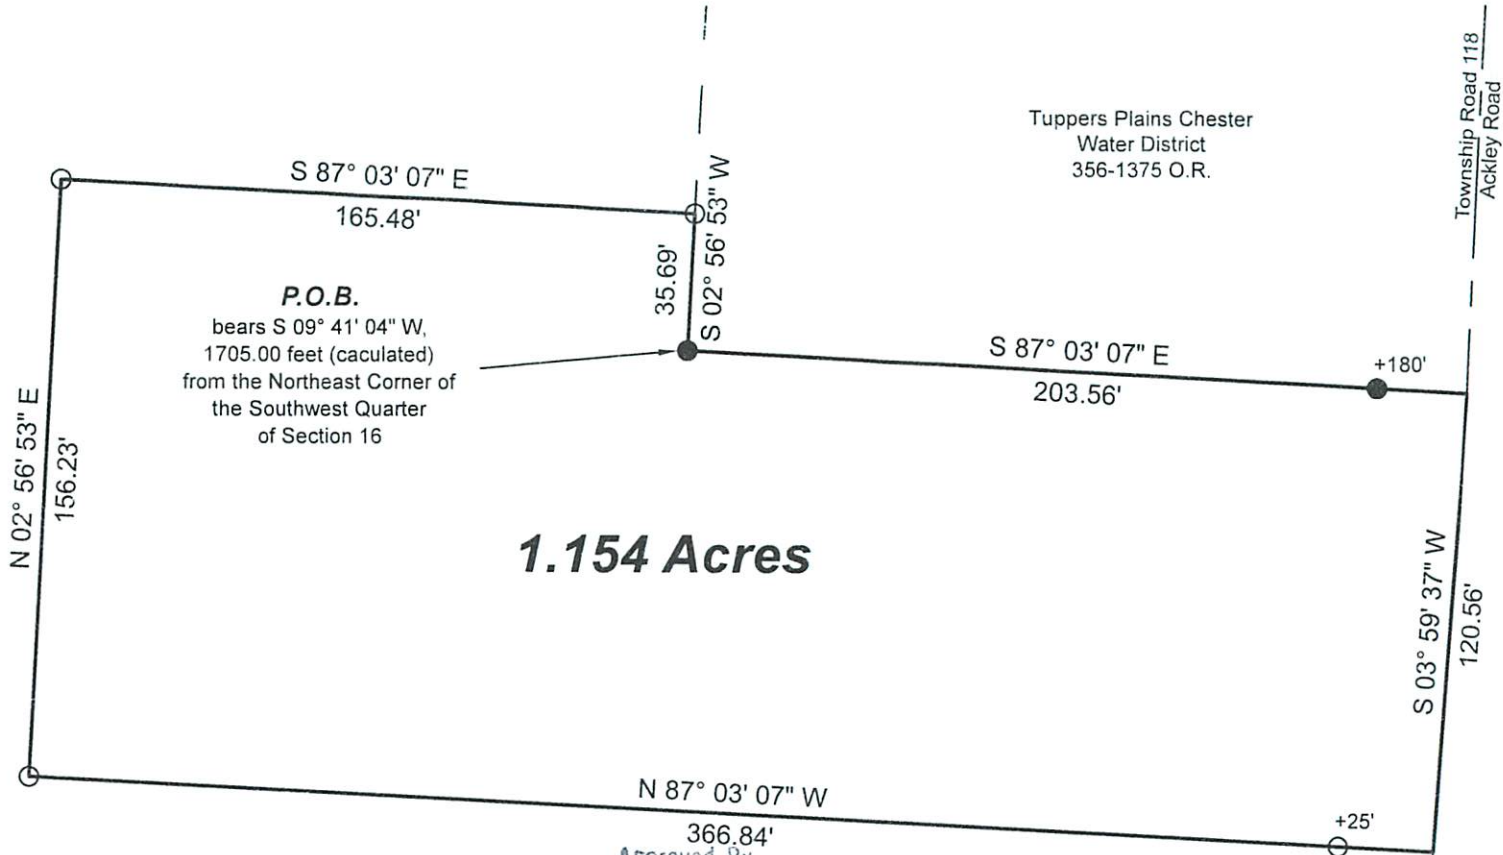 Tuppers Plains Chester
Water District
356-1375 O.R.
Township Road 118
Ackley Road
S 87° 03' 07" E
165.48'
35.69'
S 02° 56' 53" W
P.O.B.
bears S 09° 41' 04" W,
1705.00 feet (caculated)
from the Northeast Corner of
the Southwest Quarter
of Section 16
S 87° 03' 07" E
203.56'
+180'
N 02° 56' 53" E
156.23'
1.154 Acres
S 03° 59' 37" W
120.56'
N 87° 03' 07" W
366.84'
+25'
Approved By